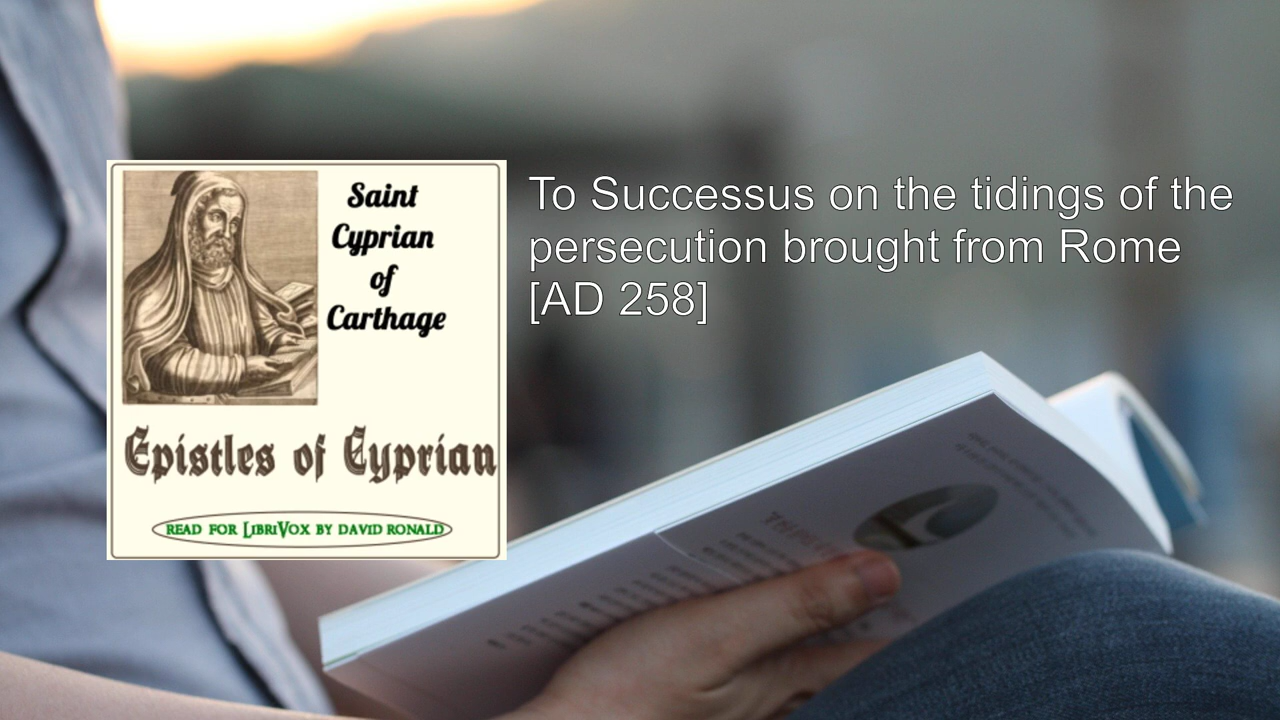 Saint
Cyprian
of
Carthage
Epistles of Cyprian
READ FOR LIBRIVOX BY DAVID RONALD
To Successus on the tidings of the
persecution brought from Rome
[AD 258]